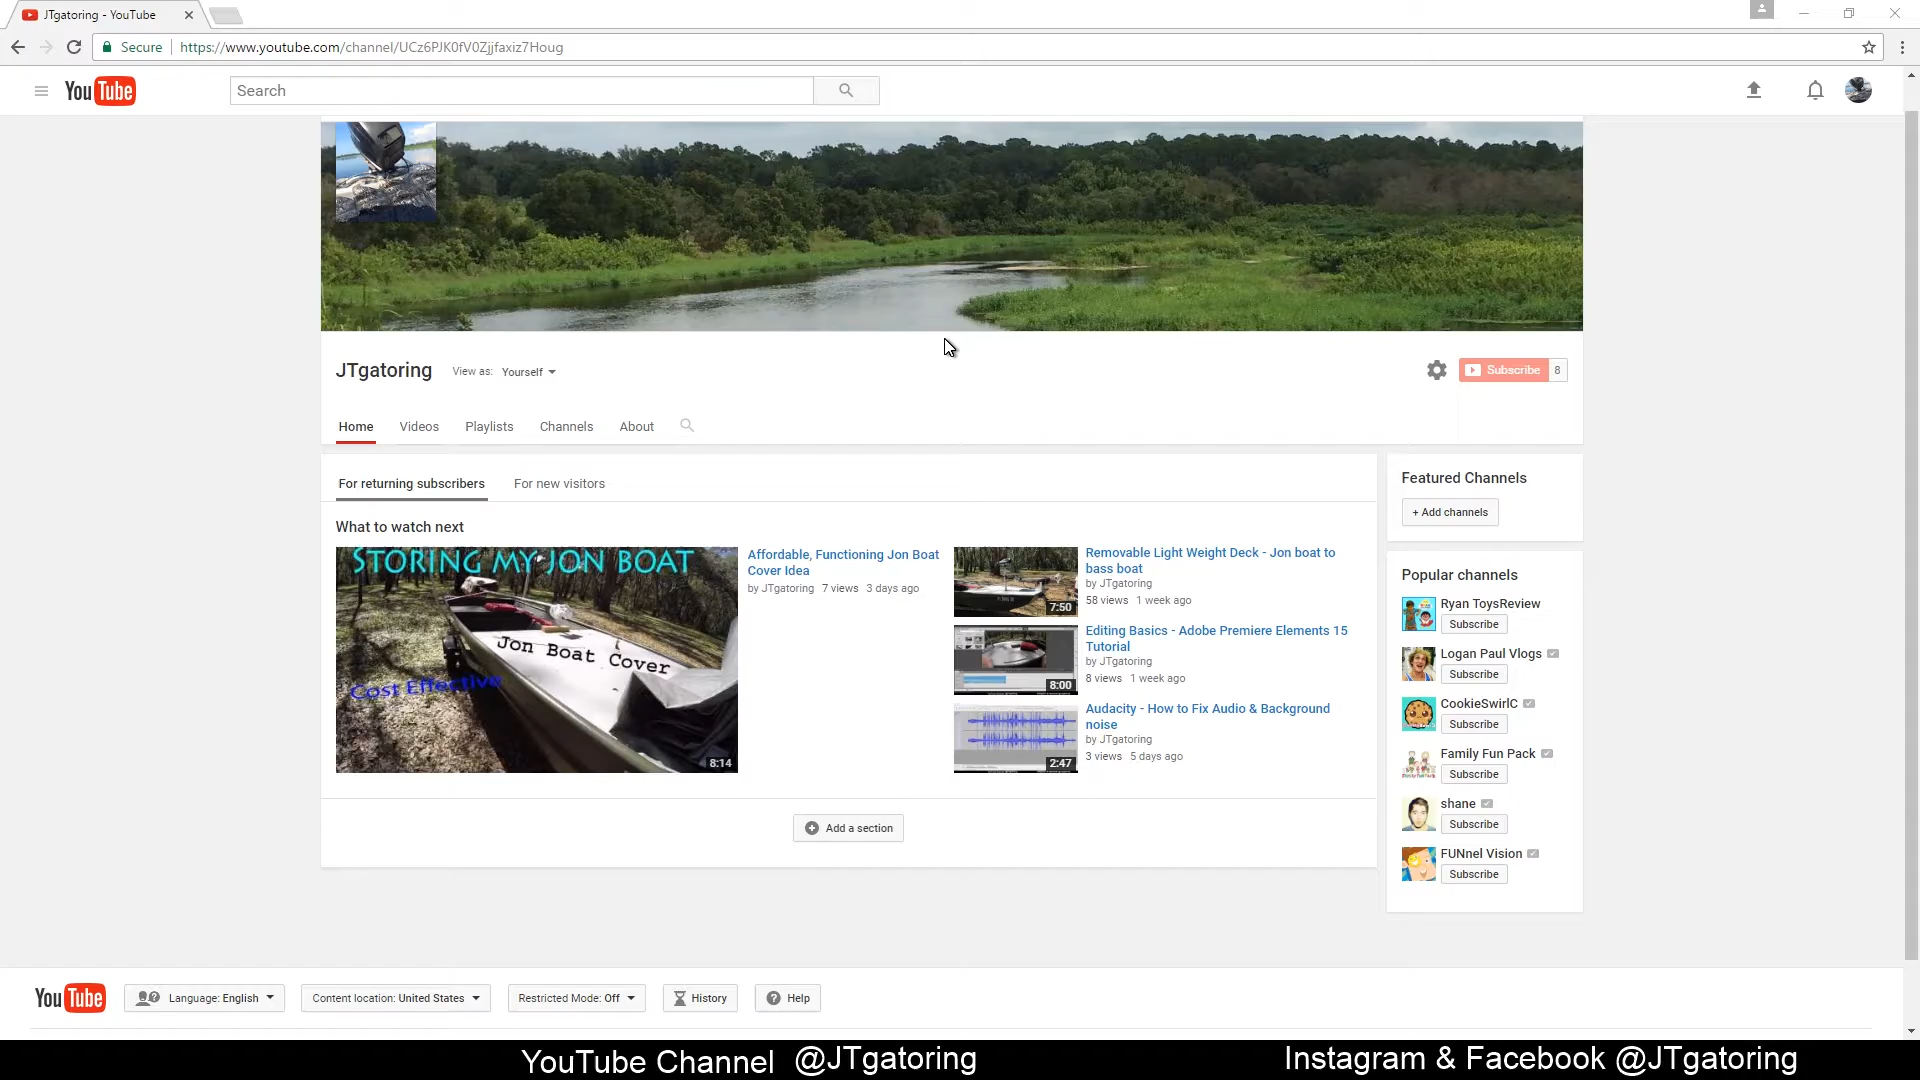 JTgatoring - YouTube
Secure
https://www.youtube.com/channel/UCz6PJK0fV0Zjjfaxiz7Houg
YouTube
Search
JTgatoring
View as: Yourself
Subscribe 8
Home
Videos
Playlists
Channels
About
For returning subscribers
For new visitors
What to watch next
STORING MY JON BOAT
Jon Boat Cover
Cost Effective
8:14
Affordable, Functioning Jon Boat
Cover Idea
by JTgatoring 7 views 3 days ago
7:50
Removable Light Weight Deck - Jon boat to
bass boat
by JTgatoring
58 views 1 week ago
8:00
Editing Basics - Adobe Premiere Elements 15
Tutorial
by JTgatoring
8 views 1 week ago
2:47
Audacity - How to Fix Audio & Background
noise
by JTgatoring
3 views 5 days ago
Add a section
Featured Channels
+ Add channels
Popular channels
Ryan ToysReview
Subscribe
Logan Paul Vlogs
Subscribe
CookieSwirlC
Subscribe
Family Fun Pack
Subscribe
shane
Subscribe
FUNnel Vision
Subscribe
YouTube
Language: English
Content location: United States
Restricted Mode: Off
History
Help
YouTube Channel @JTgatoring
Instagram & Facebook @JTgatoring